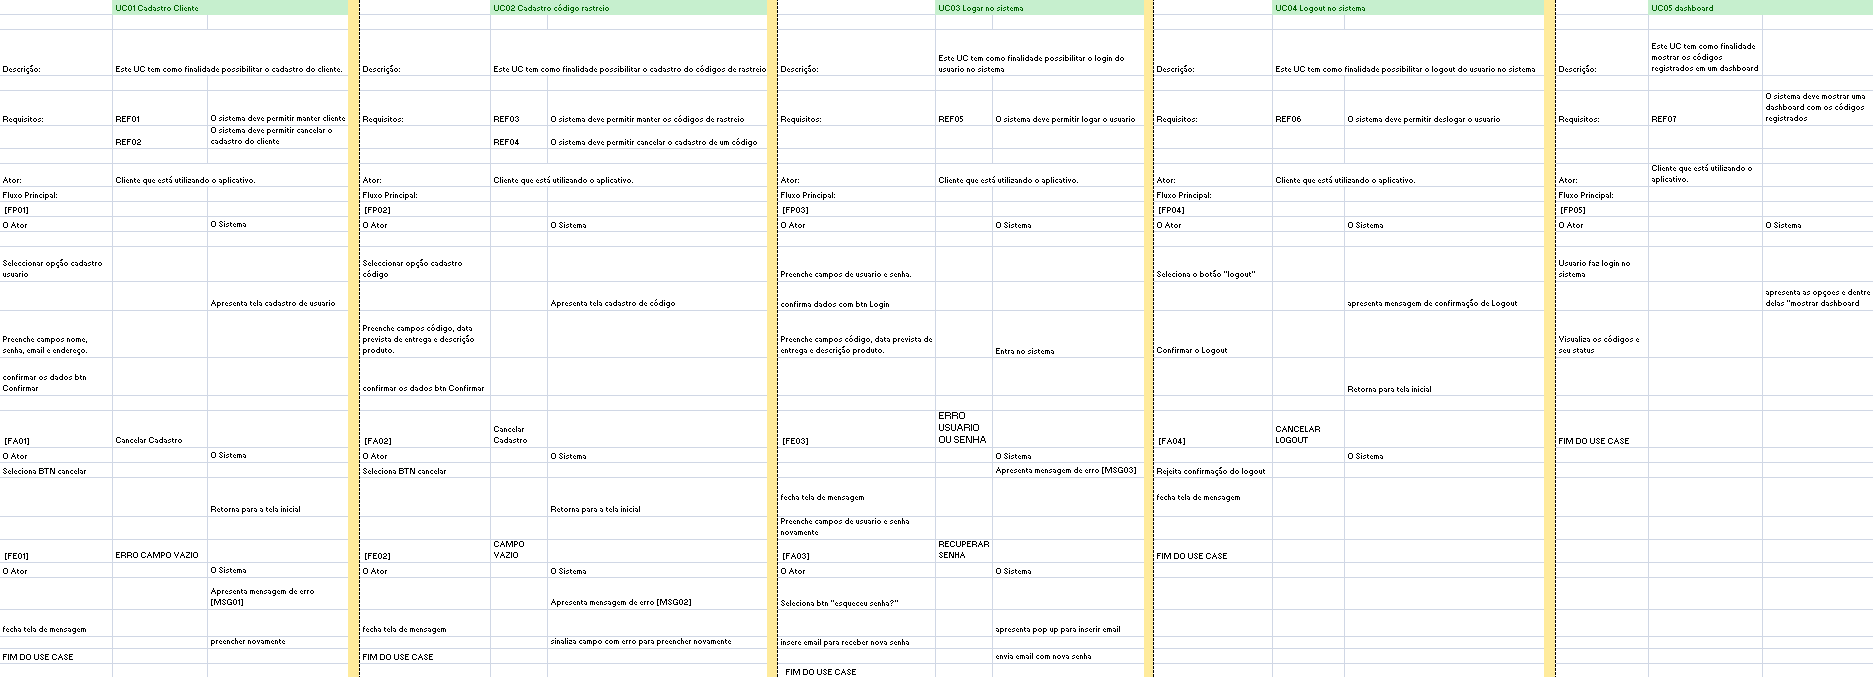 UC01 Cadastro Cliente
Descrição:
Este UC tem como finalidade possibilitar o cadastro do cliente.
Requisitos:
REF01
O sistema deve permitir manter cliente
REF02
O sistema deve permitir cancelar o
cadastro do cliente
Ator:
Cliente que está utilizando o aplicativo.
Fluxo Principal:
[FP01]
O Ator
O Sistema
Seleccionar opção cadastro
usuario
Apresenta tela cadastro de usuario
Preenche campos nome,
senha, email e endereço.
confirmar os dados btn
Confirmar
[FA01]
Cancelar Cadastro
O Ator
O Sistema
Seleciona BTN cancelar
Retorna para a tela inicial
[FE01]
ERRO CAMPO VAZIO
O Ator
O Sistema
Apresenta mensagem de erro
[MSG01]
fecha tela de mensagem
preencher novamente
FIM DO USE CASE
UC02 Cadastro código rastreio
Descrição:
Este UC tem como finalidade possibilitar o cadastro do códigos de rastreio
Requisitos:
REF03
O sistema deve permitir manter os códigos de rastreio
REF04
O sistema deve permitir cancelar o cadastro de um código
Ator:
Cliente que está utilizando o aplicativo.
Fluxo Principal:
[FP02]
O Ator
O Sistema
Seleccionar opção cadastro
código
Apresenta tela cadastro de código
Preenche campos código, data
prevista de entrega e descrição
produto.
confirmar os dados btn Confirmar
[FA02]
Cancelar
Cadastro
O Ator
O Sistema
Seleciona BTN cancelar
Retorna para a tela inicial
[FE02]
CAMPO
VAZIO
O Ator
O Sistema
Apresenta mensagem de erro [MSG02]
fecha tela de mensagem
sinaliza campo com erro para preencher novamente
FIM DO USE CASE
UC03 Logar no sistema
Descrição:
Este UC tem como finalidade possibilitar o login do
usuario no sistema
Requisitos:
REF05
O sistema deve permitir logar o usuario
Ator:
Cliente que está utilizando o aplicativo.
Fluxo Principal:
[FP03]
O Ator
O Sistema
Preenche campos de usuario e senha.
confirma dados com btn Login
Preenche campos código, data prevista de
entrega e descrição produto.
Entra no sistema
[FE03]
ERRO
USUARIO
OU SENHA
O Sistema
Apresenta mensagem de erro [MSG03]
fecha tela de mensagem
Preenche campos de usuario e senha
novamente
[FA03]
RECUPERAR
SENHA
O Ator
O Sistema
Seleciona btn "esqueceu senha?"
apresenta pop up para inserir email
insere email para receber nova senha
envia email com nova senha
FIM DO USE CASE
UC04 Logout no sistema
Descrição:
Este UC tem como finalidade possibilitar o logout do usuario no sistema
Requisitos:
REF06
O sistema deve permitir deslogar o usuario
Ator:
Cliente que está utilizando o aplicativo.
Fluxo Principal:
[FP04]
O Ator
O Sistema
Seleciona o botão "logout"
apresenta mensagem de confirmação de Logout
Confirmar o Logout
Retorna para tela inicial
[FA04]
CANCELAR
LOGOUT
O Ator
O Sistema
Rejeita confirmação do logout
fecha tela de mensagem
FIM DO USE CASE
UC05 dashboard
Descrição:
Este UC tem como finalidade
mostrar os códigos
registrados em um dashboard
Requisitos:
REF07
O sistema deve mostrar uma
dashboard com os códigos
registrados
Ator:
Cliente que está utilizando o
aplicativo.
Fluxo Principal:
[FP05]
O Ator
O Sistema
Usuario faz login no
sistema
apresenta as opçoes e dentre
delas "mostrar dashboard
Visualiza os códigos e
seu status
FIM DO USE CASE